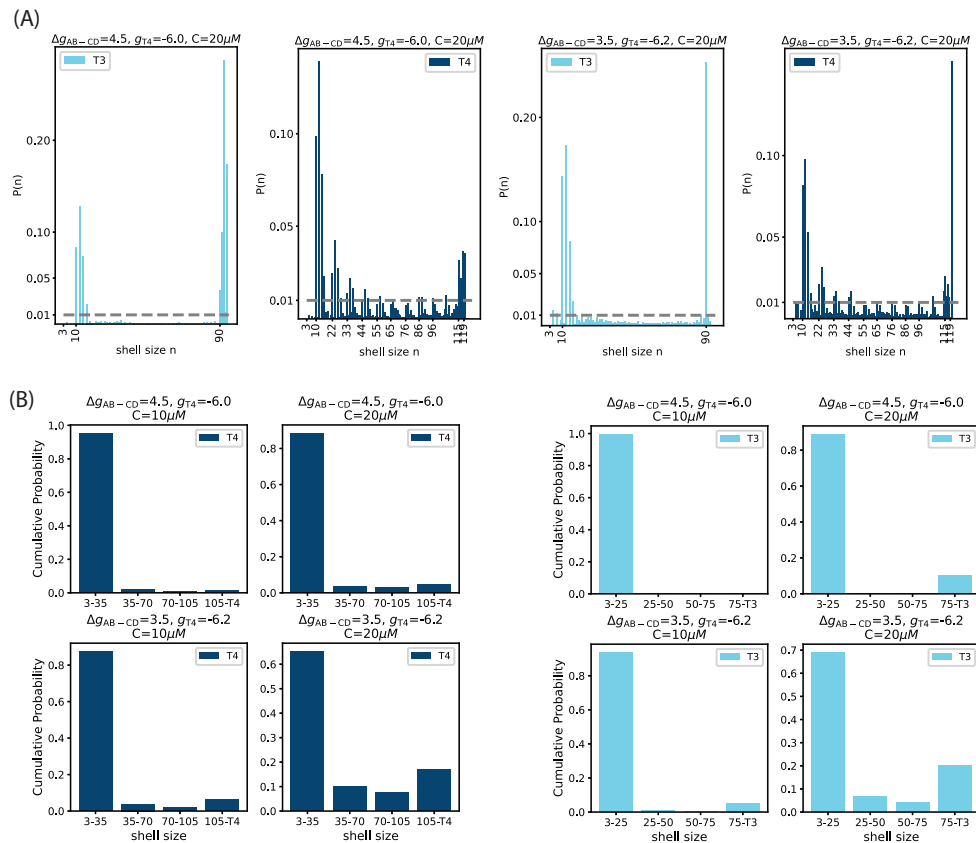 (A)
Δg_AB−CD=4.5, g_T4=-6.0, C=20μM
T3
P(n)
0.20
0.10
0.05
0.01
3 10 90
shell size n
Δg_AB−CD=4.5, g_T4=-6.0, C=20μM
T4
P(n)
0.10
0.05
0.01
3 10 22 33 44 55 65 76 86 96 115 119
shell size n
Δg_AB−CD=3.5, g_T4=-6.2, C=20μM
T3
P(n)
0.20
0.10
0.05
0.01
3 10 90
shell size n
Δg_AB−CD=3.5, g_T4=-6.2, C=20μM
T4
P(n)
0.10
0.05
0.01
3 10 22 33 44 55 65 76 86 96 115 119
shell size n
(B)
Δg_AB−CD=4.5, g_T4=-6.0
C=10μM
T4
Cumulative Probability
1.0
0.8
0.6
0.4
0.2
0.0
3-35 35-70 70-105 105-T4
Δg_AB−CD=4.5, g_T4=-6.0
C=20μM
T4
0.8
0.6
0.4
0.2
0.0
3-35 35-70 70-105 105-T4
Δg_AB−CD=4.5, g_T4=-6.0
C=10μM
T3
Cumulative Probability
1.0
0.8
0.6
0.4
0.2
0.0
3-25 25-50 50-75 75-T3
Δg_AB−CD=4.5, g_T4=-6.0
C=20μM
T3
0.8
0.6
0.4
0.2
0.0
3-25 25-50 50-75 75-T3
Δg_AB−CD=3.5, g_T4=-6.2
C=10μM
T4
Cumulative Probability
0.8
0.6
0.4
0.2
0.0
3-35 35-70 70-105 105-T4
shell size
Δg_AB−CD=3.5, g_T4=-6.2
C=20μM
T4
0.6
0.5
0.4
0.3
0.2
0.1
0.0
3-35 35-70 70-105 105-T4
shell size
Δg_AB−CD=3.5, g_T4=-6.2
C=10μM
T3
Cumulative Probability
0.8
0.6
0.4
0.2
0.0
3-25 25-50 50-75 75-T3
shell size
Δg_AB−CD=3.5, g_T4=-6.2
C=20μM
T3
0.7
0.6
0.5
0.4
0.3
0.2
0.1
0.0
3-25 25-50 50-75 75-T3
shell size